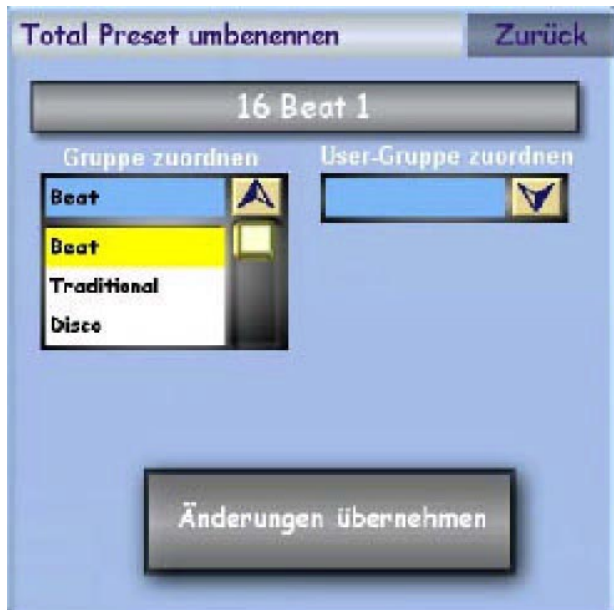 Total Preset umbenennen Zurück
16 Beat 1
Gruppe zuordnen User-Gruppe zuordnen
Beat
Beat
Traditional
Disco
Änderungen übernehmen